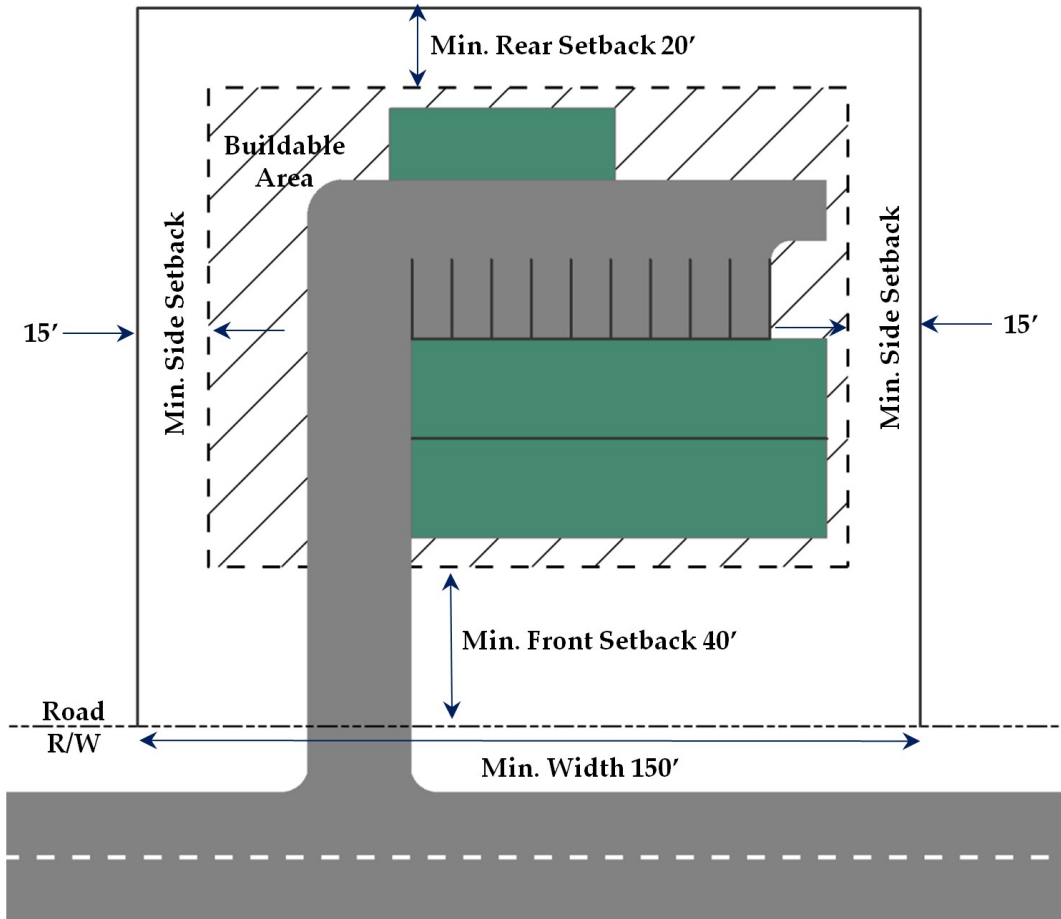 Min. Rear Setback 20’
Buildable
Area
Min. Side Setback
Min. Side Setback
15’
15’
Min. Front Setback 40’
Road
R/W
Min. Width 150’